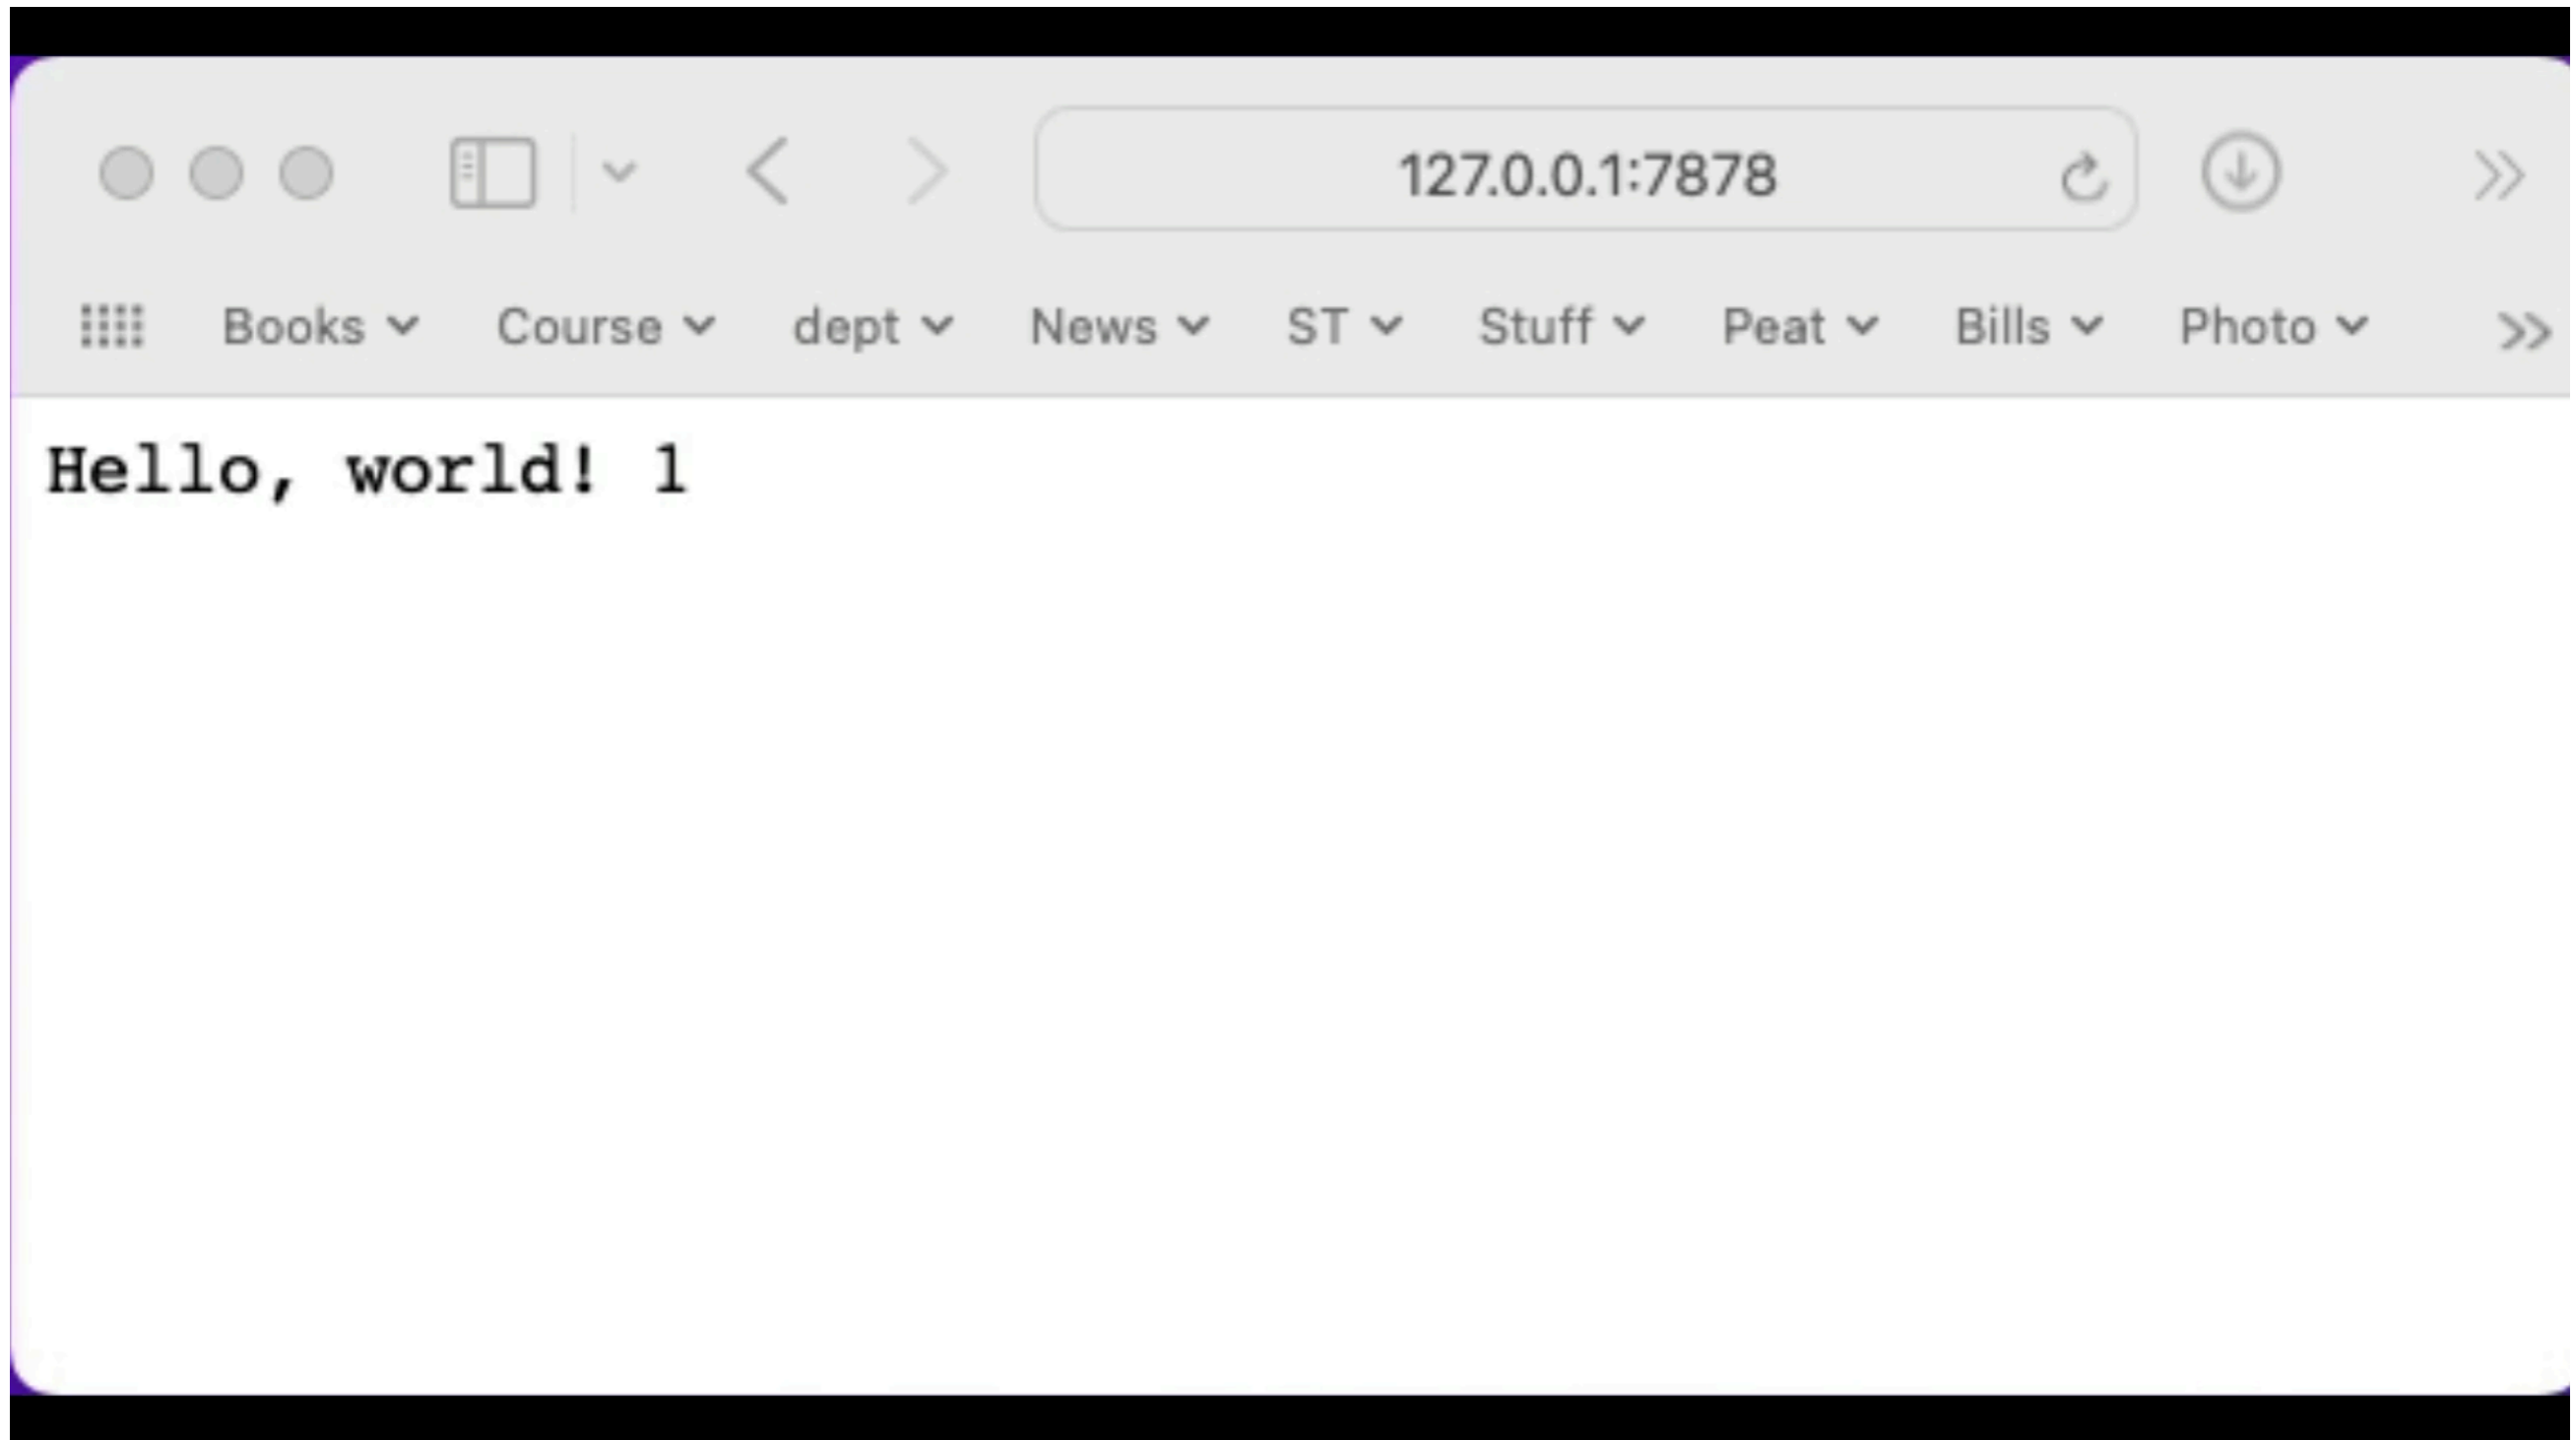 127.0.0.1:7878
Books Course dept News ST Stuff Peat Bills Photo
Hello, world! 1